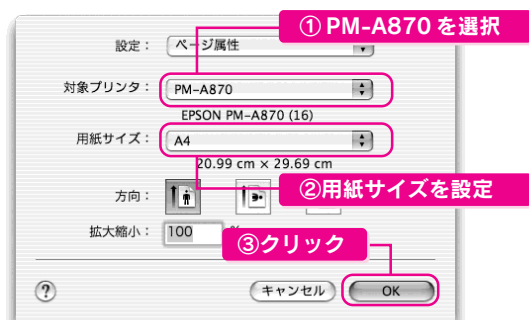 ①PM-A870を選択
設定： ページ属性
対象プリンタ： PM-A870
EPSON PM-A870 (16)
用紙サイズ： A4
20.99 cm × 29.69 cm
②用紙サイズを設定
方向：
拡大縮小： 100 %
③クリック
? キャンセル OK